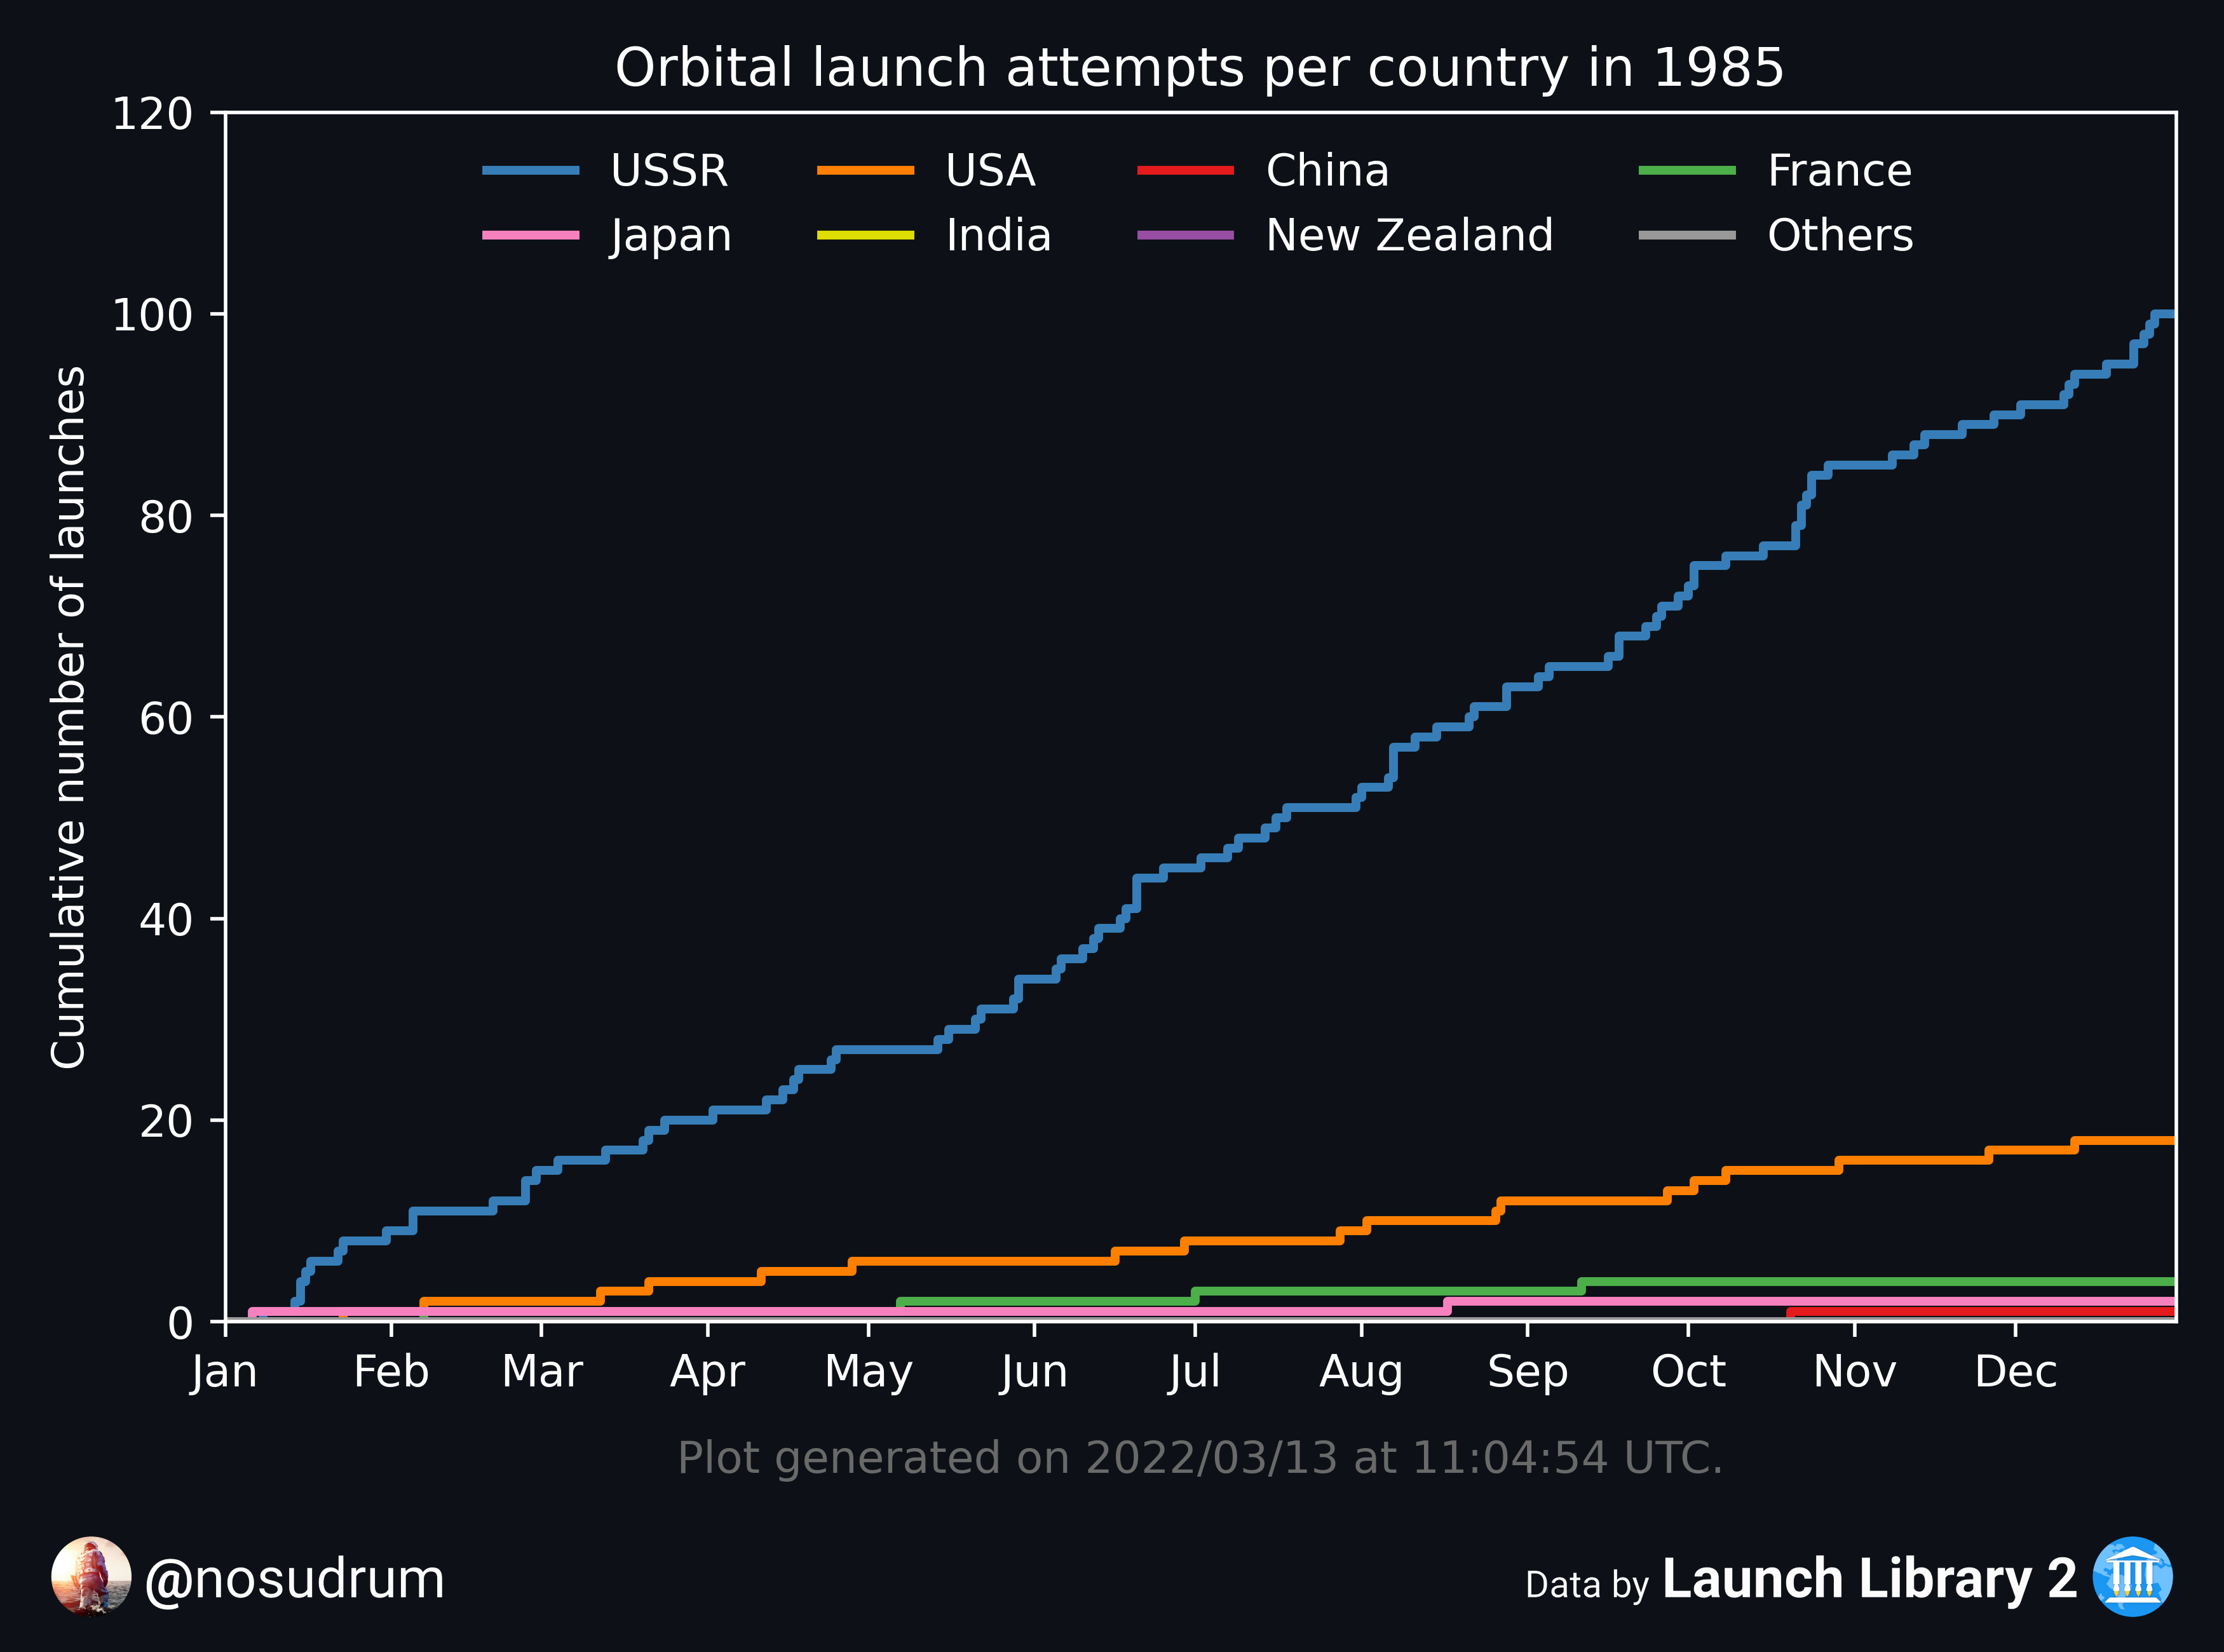 Orbital launch attempts per country in 1985
120
USSR USA China France
Japan India New Zealand Others
100
80
60
40
20
0
Cumulative number of launches
Jan Feb Mar Apr May Jun Jul Aug Sep Oct Nov Dec
Plot generated on 2022/03/13 at 11:04:54 UTC.
@nosudrum
Data by Launch Library 2